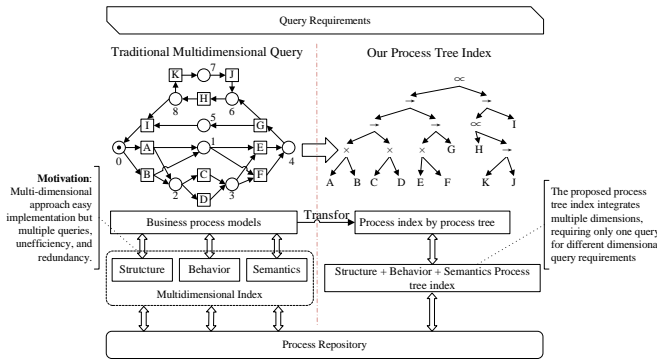 Query Requirements
Traditional Multidimensional Query
Our Process Tree Index
K
7
J
∝
8
H
6
→
→
I
5
G
→
→
∝
I
0
A
1
E
4
×
×
×
G
H
→
B
2
C
3
F
A
B
C
D
E
F
K
J
D
Motivation:
Multi-dimensional
approach easy
implementation but
multiple queries,
unefficiency, and
redundancy.
Business process models
Transfor
Process index by process tree
The proposed process
tree index integrates
multiple dimensions,
requiring only one query
for different dimensional
query requirements
Strutcture
Behavior
Semantics
Multidimensional Index
Structure + Behavior + Semantics Process
tree index
Process Repository